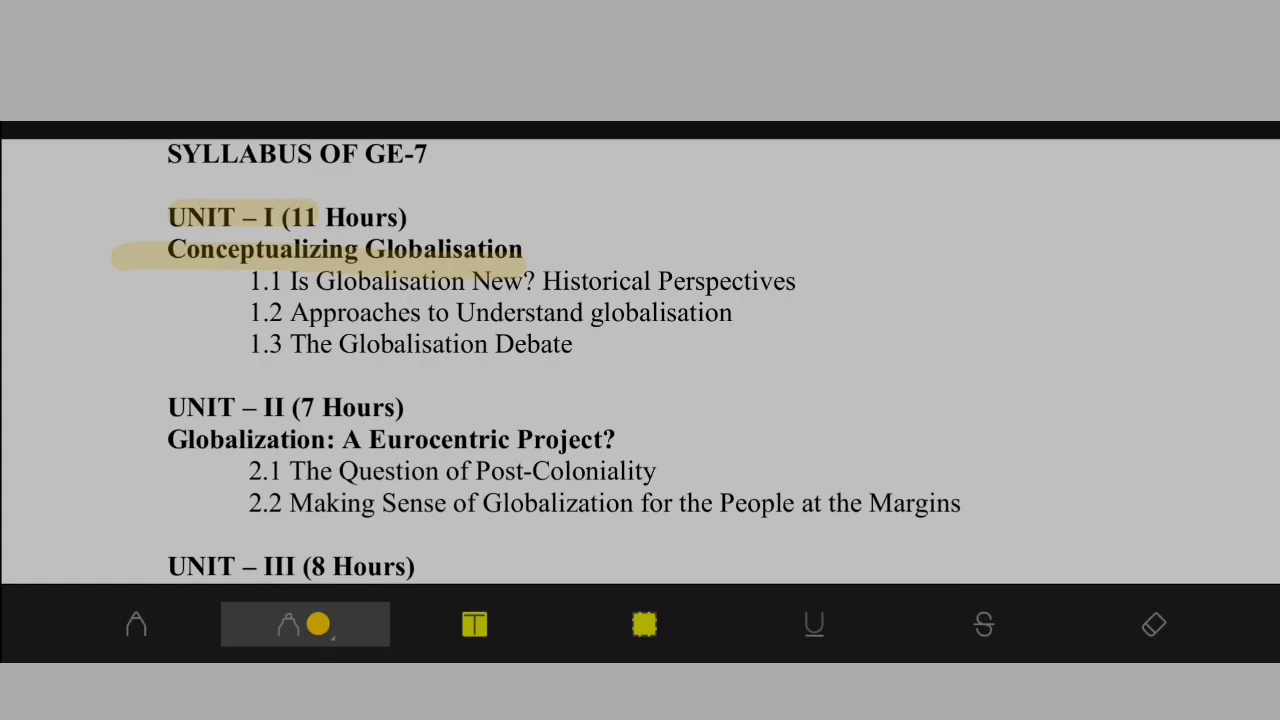 SYLLABUS OF GE-7
UNIT – I (11 Hours)
Conceptualizing Globalisation
1.1 Is Globalisation New? Historical Perspectives
1.2 Approaches to Understand globalisation
1.3 The Globalisation Debate
UNIT – II (7 Hours)
Globalization: A Eurocentric Project?
2.1 The Question of Post-Coloniality
2.2 Making Sense of Globalization for the People at the Margins
UNIT – III (8 Hours)